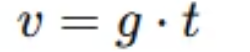 v = g · t